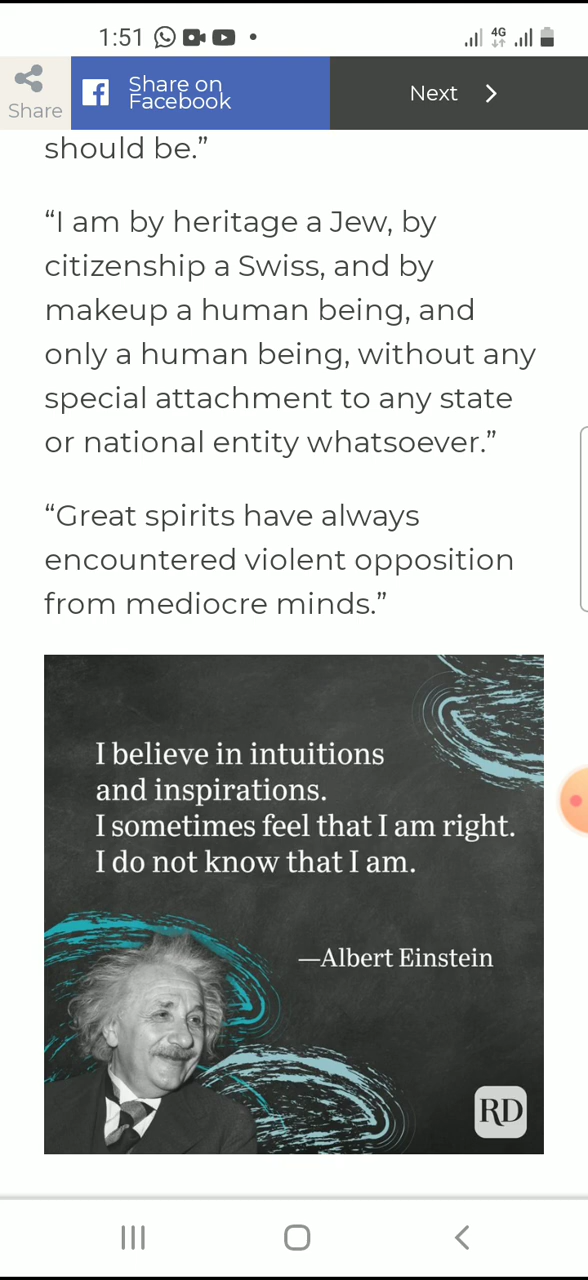 1:51
4G
Share
Share on
Facebook
Next
should be.”
“I am by heritage a Jew, by
citizenship a Swiss, and by
makeup a human being, and
only a human being, without any
special attachment to any state
or national entity whatsoever.”
“Great spirits have always
encountered violent opposition
from mediocre minds.”
I believe in intuitions
and inspirations.
I sometimes feel that I am right.
I do not know that I am.
—Albert Einstein
RD